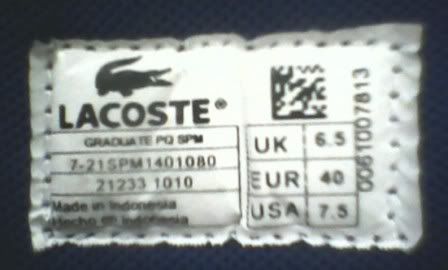 LACOSTE®
GRADUATE PQ SPM
7-21SPM1401080
21233 1010
Made in Indonesia
Hecho en Indonesia
UK 6.5
EUR 40
USA 7.5
0061007813